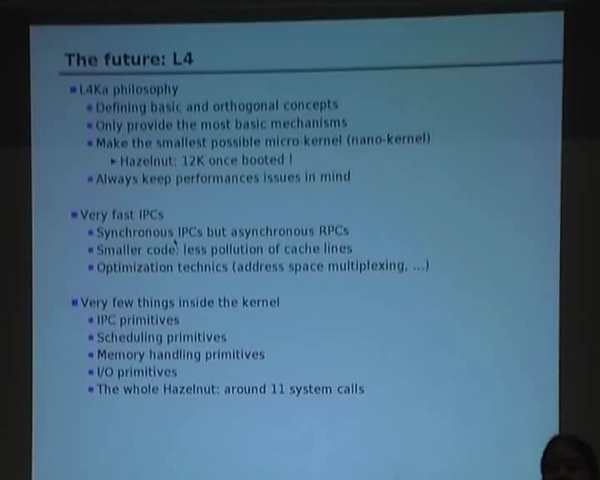 The future: L4
L4Ka philosophy
Defining basic and orthogonal concepts
Only provide the most basic mechanisms
Make the smallest possible micro-kernel (nano-kernel)
Hazelnut: 12K once booted !
Always keep performances issues in mind
Very fast IPCs
Synchronous IPCs but asynchronous RPCs
Smaller code: less pollution of cache lines
Optimization technics (address space multiplexing, ...)
Very few things inside the kernel
IPC primitives
Scheduling primitives
Memory handling primitives
I/O primitives
The whole Hazelnut: around 11 system calls